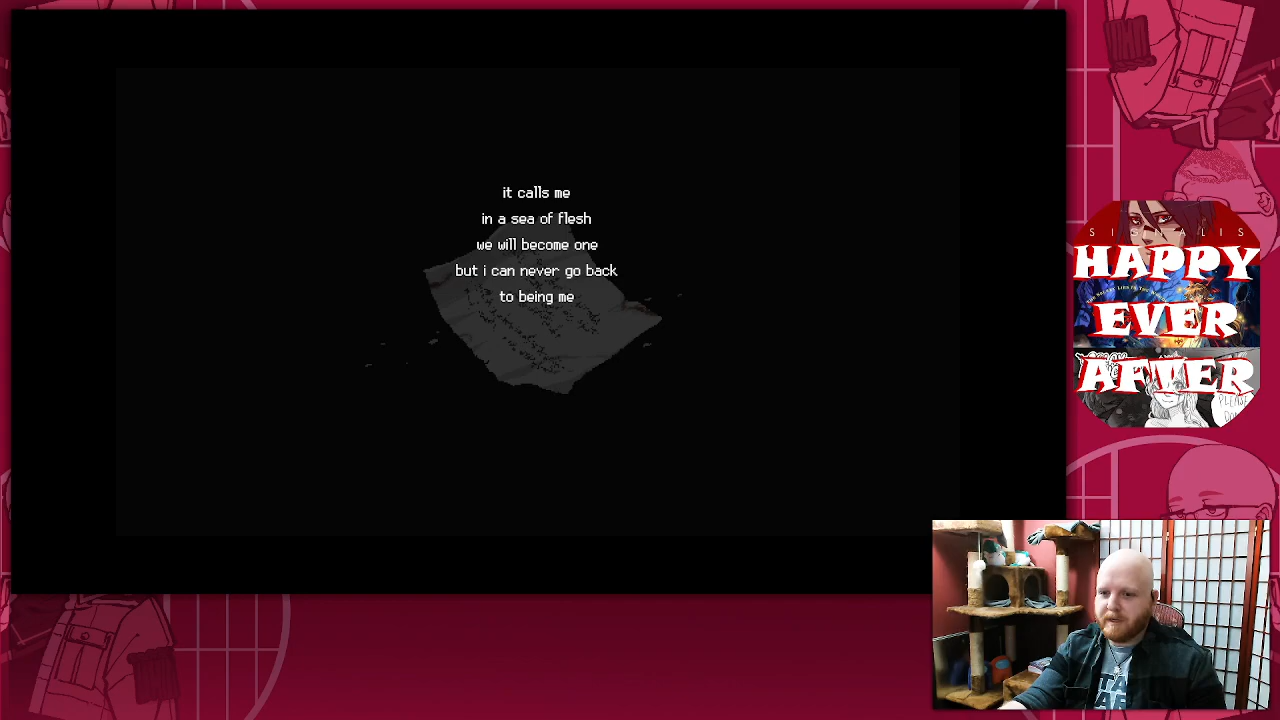 it calls me
in a sea of flesh
we will become one
but i can never go back
to being me
SIGNALIS
HAPPY
EVER
AFTER